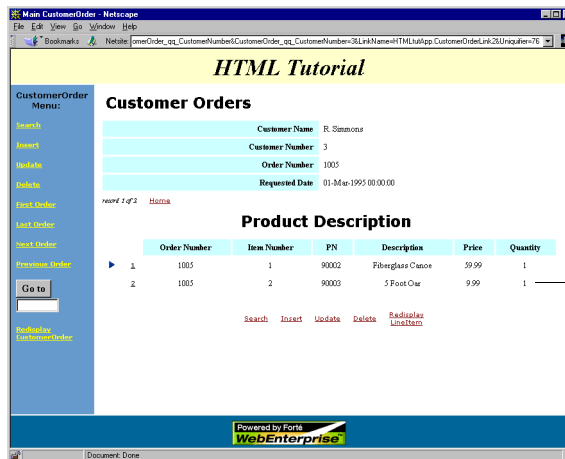 Main CustomerOrder - Netscape
File Edit View Go Window Help
Bookmarks Netsite: omerOrder_qq_CustomerNumber&CustomerOrder_qq_CustomerNumber=3&LinkName=HTMLtutApp.CustomerOrderLink2&Uniquifier=76
HTML Tutorial
CustomerOrder
Menu:
Search
Insert
Update
Delete
First Order
Last Order
Next Order
Previous Order
Go to
Redisplay
CustomerOrder
Customer Orders
Customer Name R. Simmons
Customer Number 3
Order Number 1005
Requested Date 01-Mar-1995 00:00:00
record 1 of 2 Home
Product Description
Order Number Item Number PN Description Price Quantity
1 1005 1 90002 Fiberglass Canoe 59.99 1
2 1005 2 90003 5 Foot Oar 9.99 1
Search Insert Update Delete Redisplay
LineItem
Powered by Forté
WebEnterprise
Document: Done